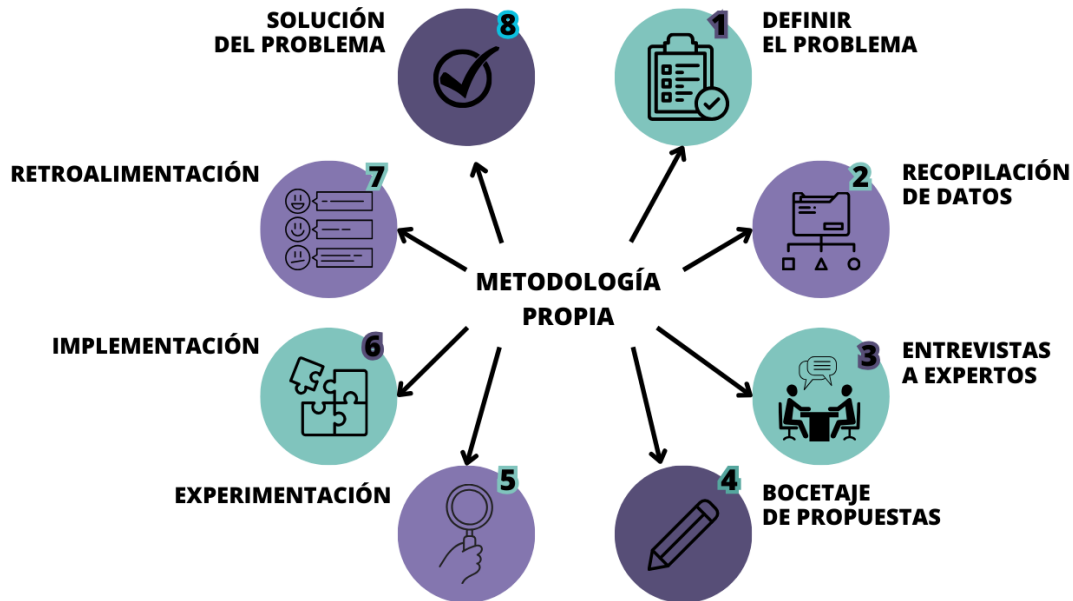 METODOLOGÍA
PROPIA
1
DEFINIR
EL PROBLEMA
2
RECOPILACIÓN
DE DATOS
3
ENTREVISTAS
A EXPERTOS
4
BOCETAJE
DE PROPUESTAS
5
EXPERIMENTACIÓN
6
IMPLEMENTACIÓN
7
RETROALIMENTACIÓN
8
SOLUCIÓN
DEL PROBLEMA